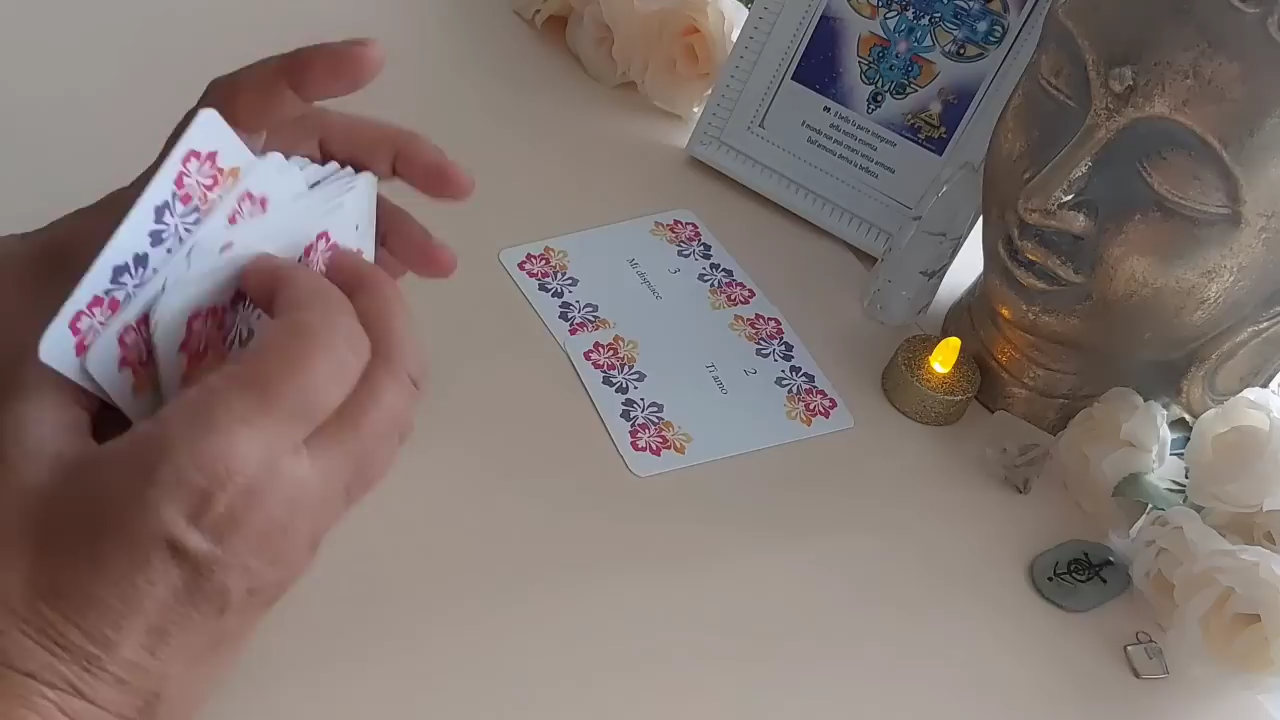 09. Il bello fa parte integrante
della nostra essenza.
Il mondo non può crearsi senza armonia
Dall'armonia deriva la bellezza.
3
Mi dispiace
2
Ti amo